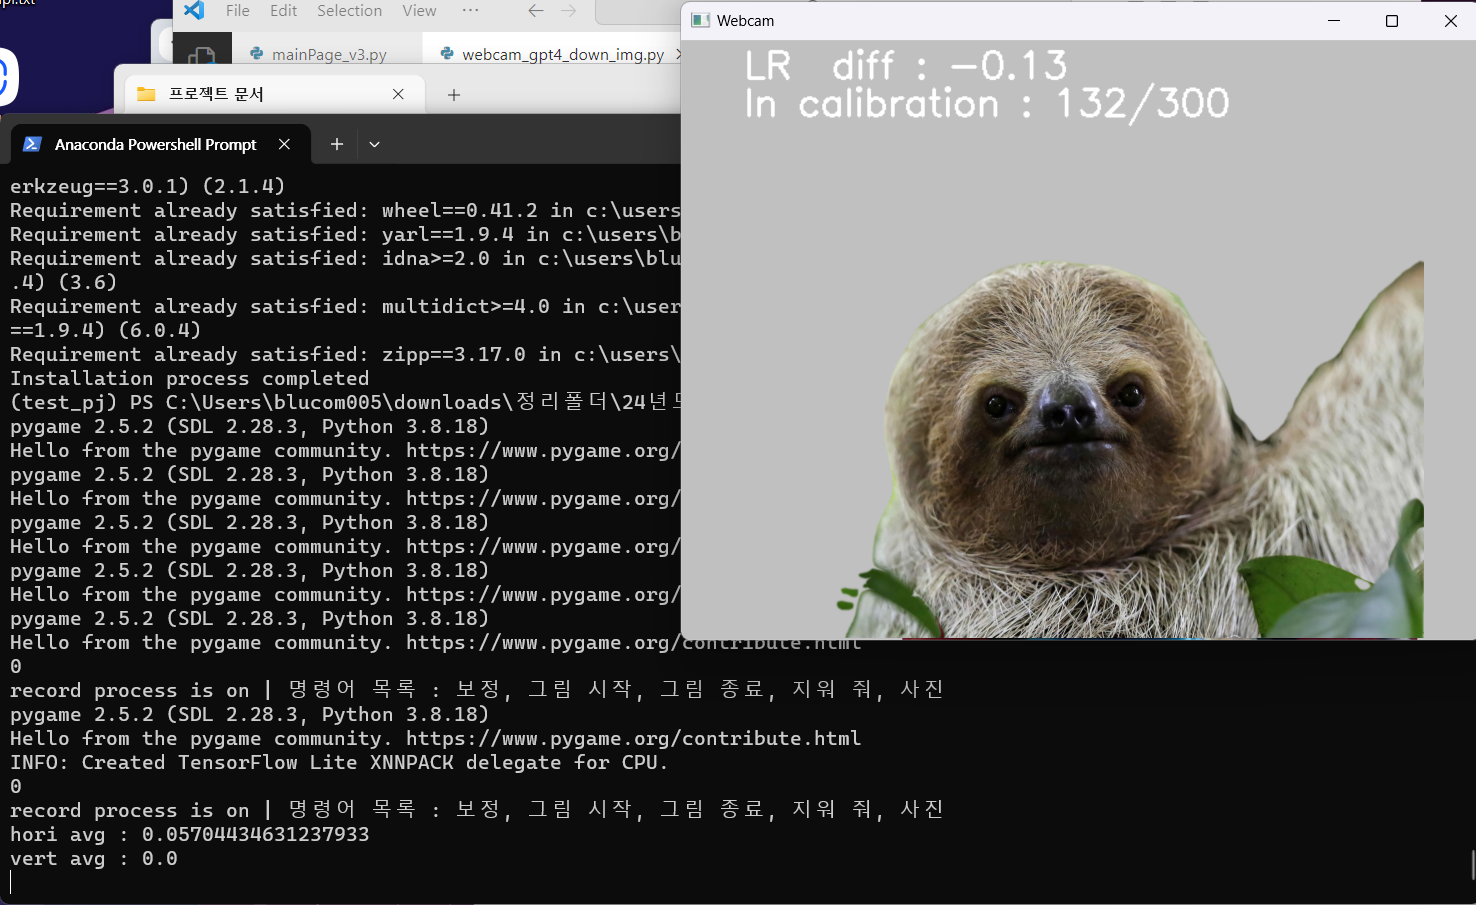 File Edit Selection View ...
mainPage_v3.py webcam_gpt4_down_img.py
프로젝트 문서
Anaconda Powershell Prompt
Webcam
LR diff : -0.13
In calibration : 132/300
erkzeug==3.0.1) (2.1.4)
Requirement already satisfied: wheel==0.41.2 in c:\users
Requirement already satisfied: yarl==1.9.4 in c:\users\b
Requirement already satisfied: idna>=2.0 in c:\users\blu
.4) (3.6)
Requirement already satisfied: multidict>=4.0 in c:\user
==1.9.4) (6.0.4)
Requirement already satisfied: zipp==3.17.0 in c:\users\
Installation process completed
(test_pj) PS C:\Users\blucom005\downloads\정리폴더\24년
pygame 2.5.2 (SDL 2.28.3, Python 3.8.18)
Hello from the pygame community. https://www.pygame.org/
pygame 2.5.2 (SDL 2.28.3, Python 3.8.18)
Hello from the pygame community. https://www.pygame.org/
pygame 2.5.2 (SDL 2.28.3, Python 3.8.18)
Hello from the pygame community. https://www.pygame.org/
pygame 2.5.2 (SDL 2.28.3, Python 3.8.18)
Hello from the pygame community. https://www.pygame.org/
pygame 2.5.2 (SDL 2.28.3, Python 3.8.18)
Hello from the pygame community. https://www.pygame.org/contribute.html
0
record process is on | 명령어 목록 : 보정, 그림 시작, 그림 종료, 지워 줘, 사진
pygame 2.5.2 (SDL 2.28.3, Python 3.8.18)
Hello from the pygame community. https://www.pygame.org/contribute.html
INFO: Created TensorFlow Lite XNNPACK delegate for CPU.
0
record process is on | 명령어 목록 : 보정, 그림 시작, 그림 종료, 지워 줘, 사진
hori avg : 0.05704434631237933
vert avg : 0.0